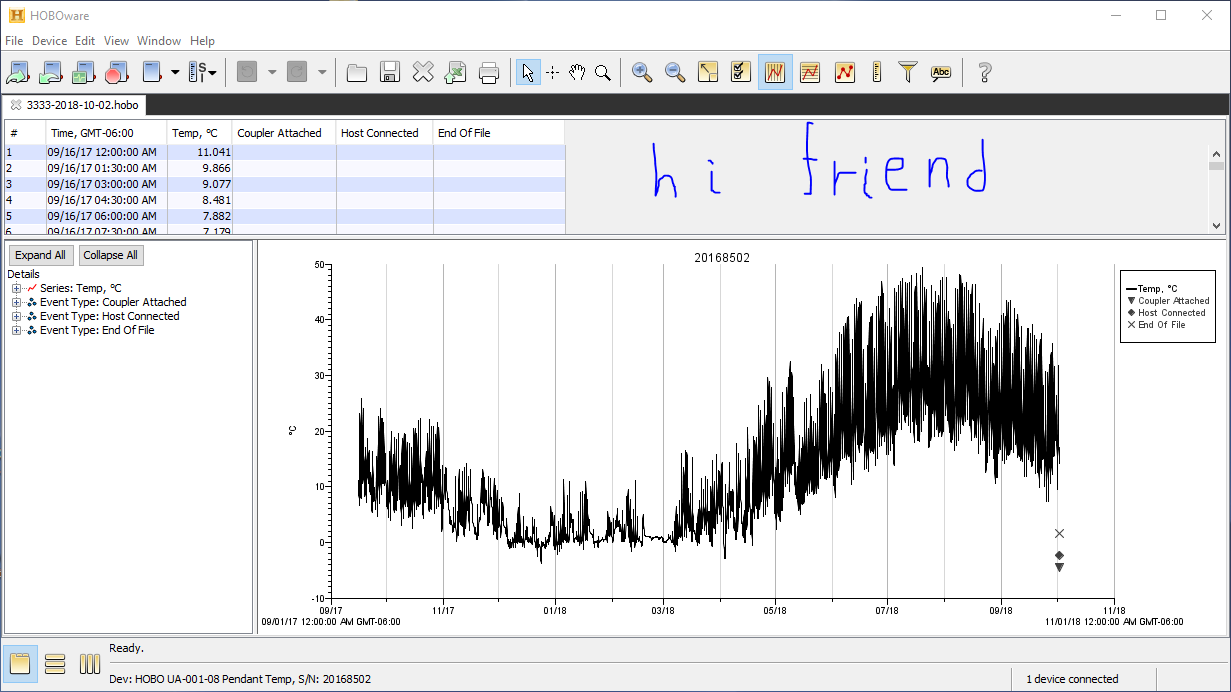 HOBOware
File Device Edit View Window Help
3333-2018-10-02.hobo
# Time, GMT-06:00 Temp, °C Coupler Attached Host Connected End Of File
1 09/16/17 12:00:00 AM 11.041
2 09/16/17 01:30:00 AM 9.866
3 09/16/17 03:00:00 AM 9.077
4 09/16/17 04:30:00 AM 8.481
5 09/16/17 06:00:00 AM 7.882
6 09/16/17 07:30:00 AM 7.179
hi friend
Expand All Collapse All
Details
Series: Temp, °C
Event Type: Coupler Attached
Event Type: Host Connected
Event Type: End Of File
20168502
50
40
30
20
10
0
-10
°C
09/17 11/17 01/18 03/18 05/18 07/18 09/18 11/18
09/01/17 12:00:00 AM GMT-06:00 11/01/18 12:00:00 AM GMT-06:00
Temp, °C
Coupler Attached
Host Connected
End Of File
Ready.
Dev: HOBO UA-001-08 Pendant Temp, S/N: 20168502 1 device connected